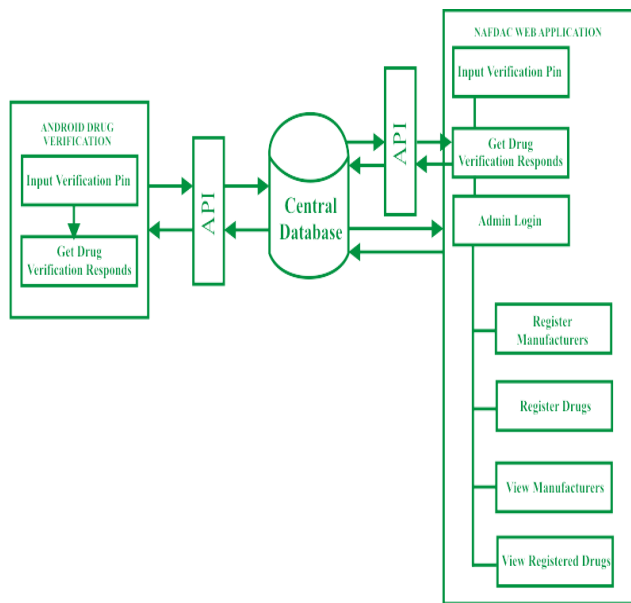 ANDROID DRUG
VERIFICATION
Input Verification Pin
Get Drug
Verification Responds
API
Central
Database
API
NAFDAC WEB APPLICATION
Input Verification Pin
Get Drug
Verification Responds
Admin Login
Register
Manufacturers
Register Drugs
View Manufacturers
View Registered Drugs